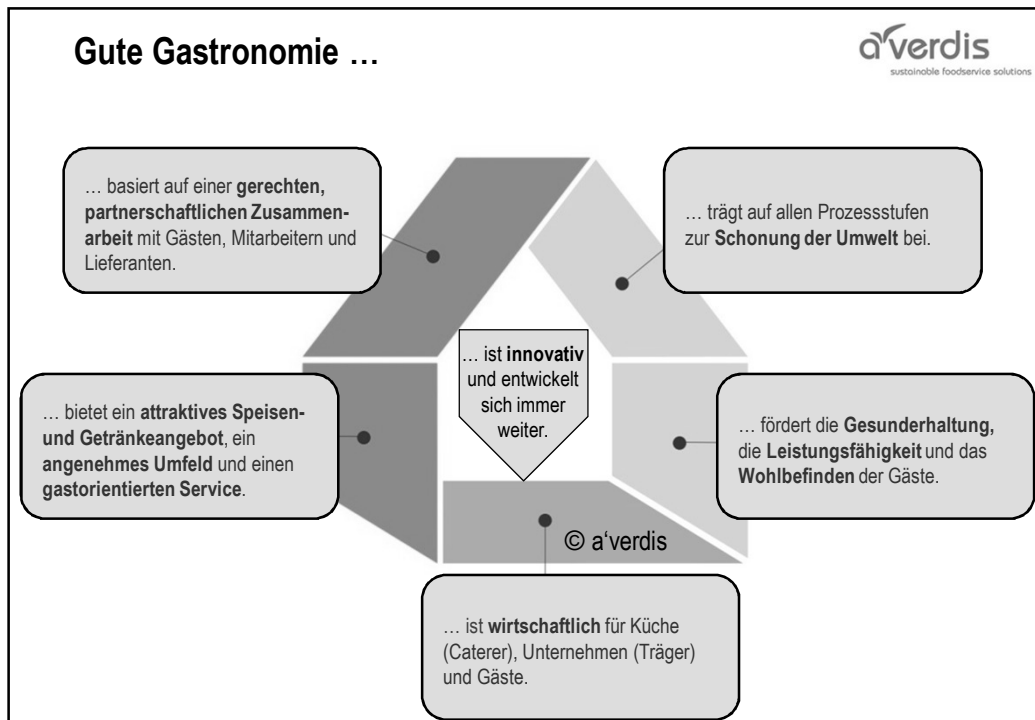 Gute Gastronomie …
a'verdis
sustainable foodservice solutions
… basiert auf einer gerechten,
partnerschaftlichen Zusammen-
arbeit mit Gästen, Mitarbeitern und
Lieferanten.
… trägt auf allen Prozessstufen
zur Schonung der Umwelt bei.
… ist innovativ
und entwickelt
sich immer
weiter.
… bietet ein attraktives Speisen-
und Getränkeangebot, ein
angenehmes Umfeld und einen
gastorientierten Service.
… fördert die Gesunderhaltung,
die Leistungsfähigkeit und das
Wohlbefinden der Gäste.
© a‘verdis
… ist wirtschaftlich für Küche
(Caterer), Unternehmen (Träger)
und Gäste.